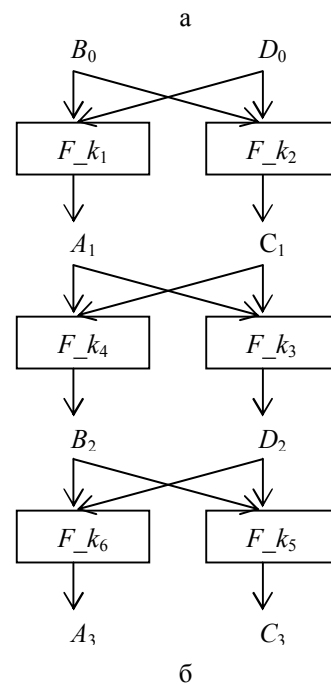 а
B₀ D₀
F_k₁ F_k₂
A₁ C₁
F_k₄ F_k₃
B₂ D₂
F_k₆ F_k₅
A₃ C₃
б